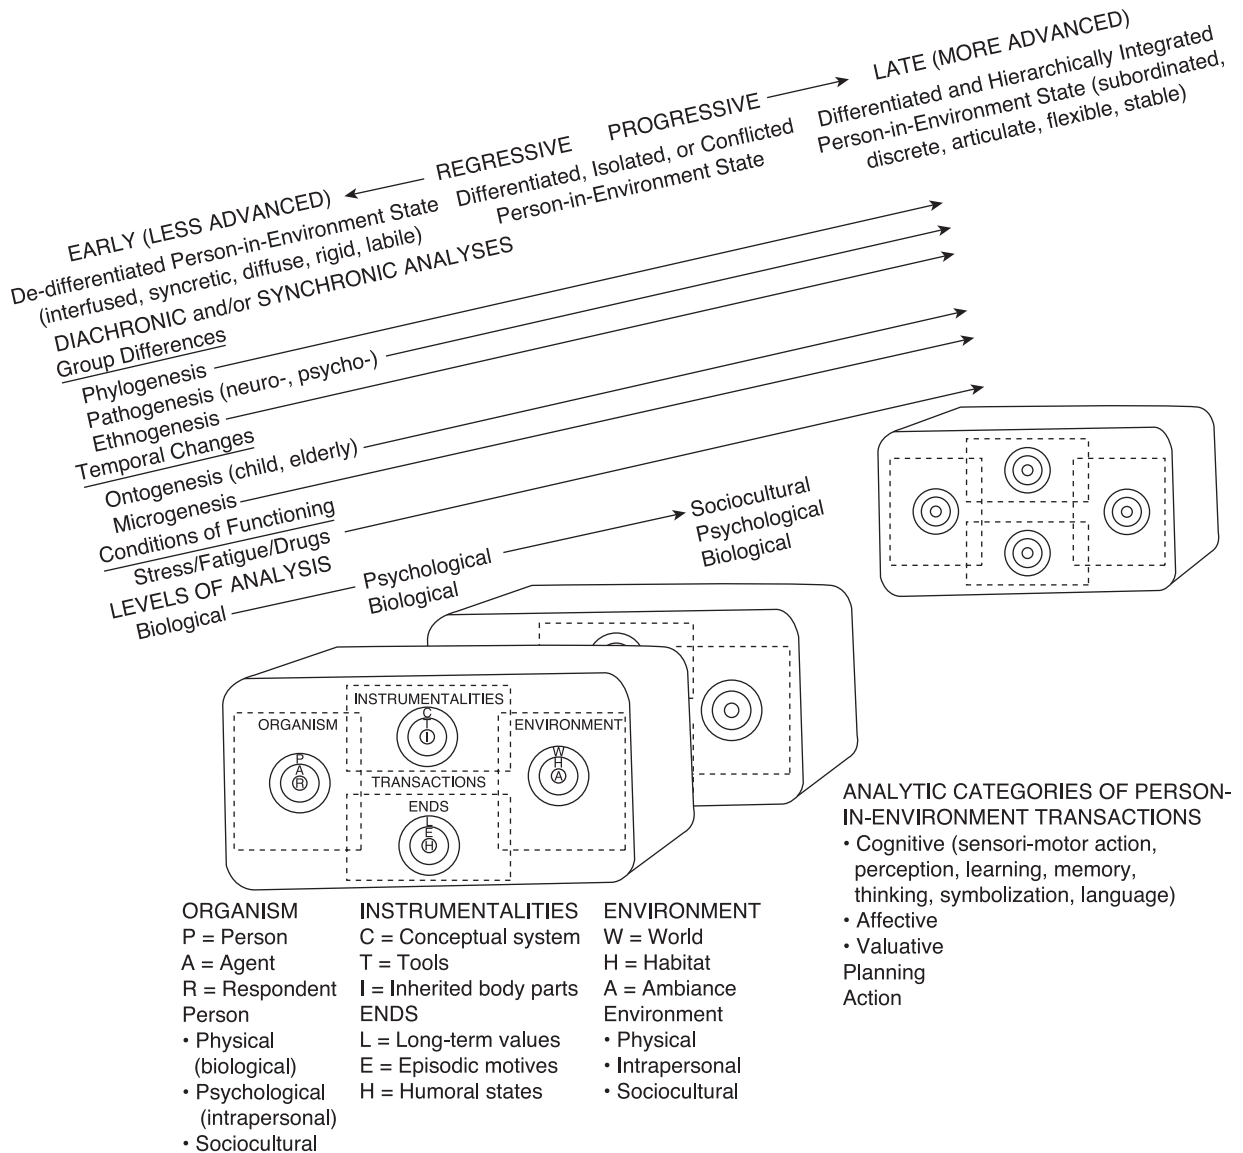 LATE (MORE ADVANCED)
Differentiated and Hierarchically Integrated
Person-in-Environment State (subordinated,
discrete, articulate, flexible, stable)
PROGRESSIVE
Differentiated, Isolated, or Conflicted
Person-in-Environment State
REGRESSIVE
EARLY (LESS ADVANCED)
De-differentiated Person-in-Environment State
(interfused, syncretic, diffuse, rigid, labile)
DIACHRONIC and/or SYNCHRONIC ANALYSES
Group Differences
Phylogenesis
Pathogenesis (neuro-, psycho-)
Ethnogenesis
Temporal Changes
Ontogenesis (child, elderly)
Microgenesis
Conditions of Functioning
Stress/Fatigue/Drugs
LEVELS OF ANALYSIS
Biological
Psychological
Biological
Sociocultural
Psychological
Biological
ORGANISM
P
A
R
INSTRUMENTALITIES
C
T
I
TRANSACTIONS
ENDS
L
E
H
ENVIRONMENT
W
H
A
ORGANISM
P = Person
A = Agent
R = Respondent
Person
• Physical
(biological)
• Psychological
(intrapersonal)
• Sociocultural
INSTRUMENTALITIES
C = Conceptual system
T = Tools
I = Inherited body parts
ENDS
L = Long-term values
E = Episodic motives
H = Humoral states
ENVIRONMENT
W = World
H = Habitat
A = Ambiance
Environment
• Physical
• Intrapersonal
• Sociocultural
ANALYTIC CATEGORIES OF PERSON-
IN-ENVIRONMENT TRANSACTIONS
• Cognitive (sensori-motor action,
perception, learning, memory,
thinking, symbolization, language)
• Affective
• Valuative
Planning
Action